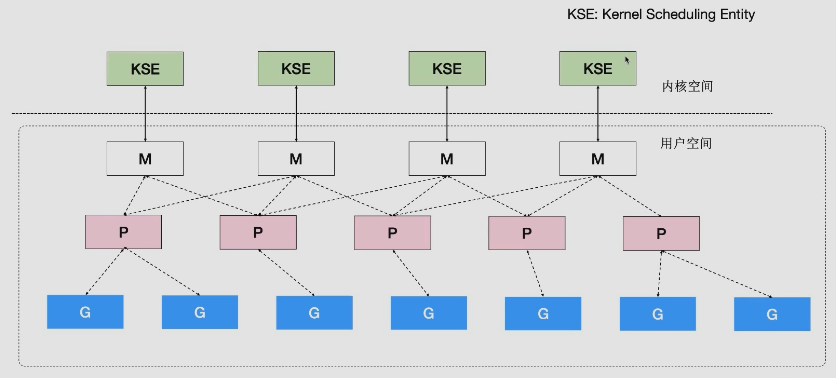 KSE: Kernel Scheduling Entity
KSE KSE KSE KSE
内核空间
用户空间
M M M M
P P P P P
G G G G G G G